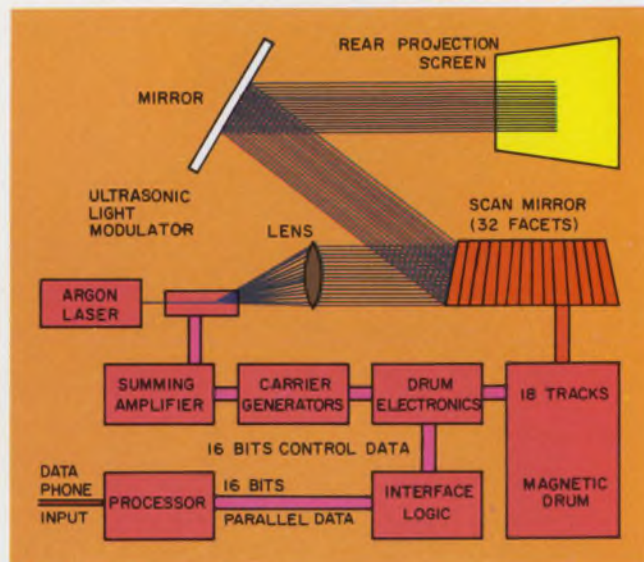 REAR PROJECTION
SCREEN
MIRROR
ULTRASONIC
LIGHT
MODULATOR
LENS
SCAN MIRROR
(32 FACETS)
ARGON
LASER
SUMMING
AMPLIFIER
CARRIER
GENERATORS
DRUM
ELECTRONICS
18 TRACKS
16 BITS CONTROL DATA
DATA
PHONE
INPUT
PROCESSOR
16 BITS
PARALLEL DATA
INTERFACE
LOGIC
MAGNETIC
DRUM